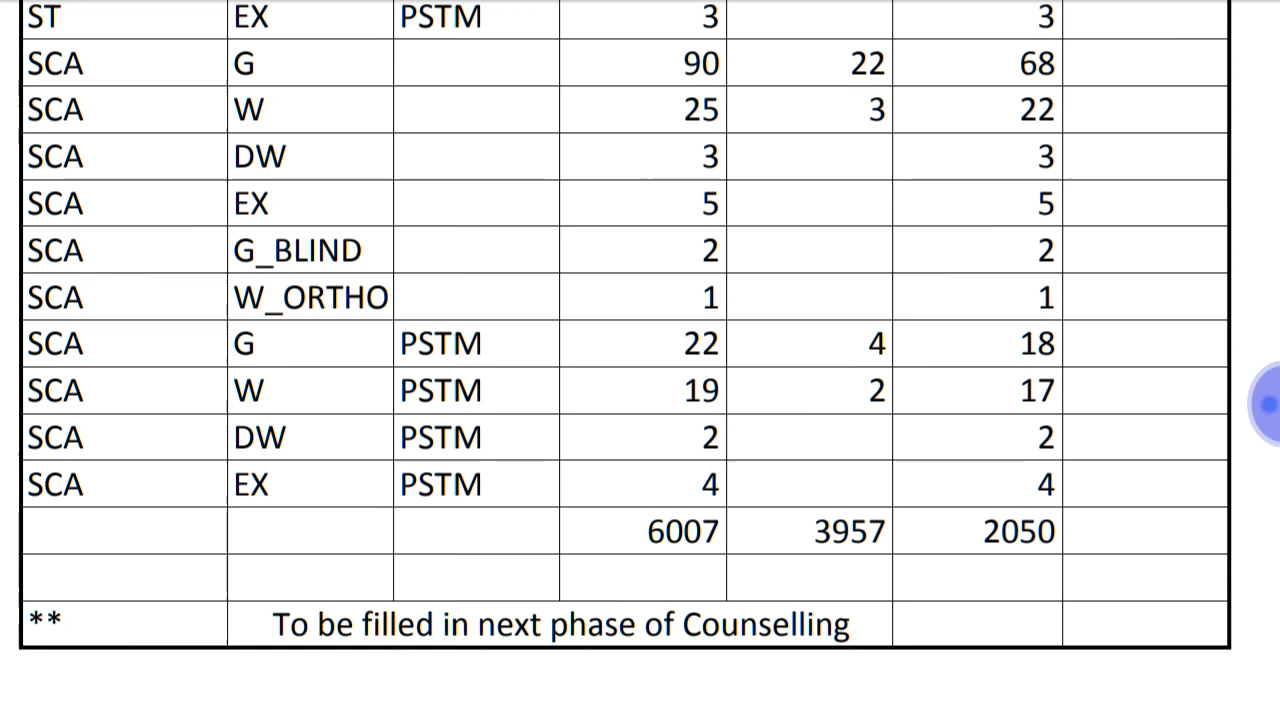 ST EX PSTM 3 3
SCA G 90 22 68
SCA W 25 3 22
SCA DW 3 3
SCA EX 5 5
SCA G_BLIND 2 2
SCA W_ORTHO 1 1
SCA G PSTM 22 4 18
SCA W PSTM 19 2 17
SCA DW PSTM 2 2
SCA EX PSTM 4 4
6007 3957 2050
** To be filled in next phase of Counselling